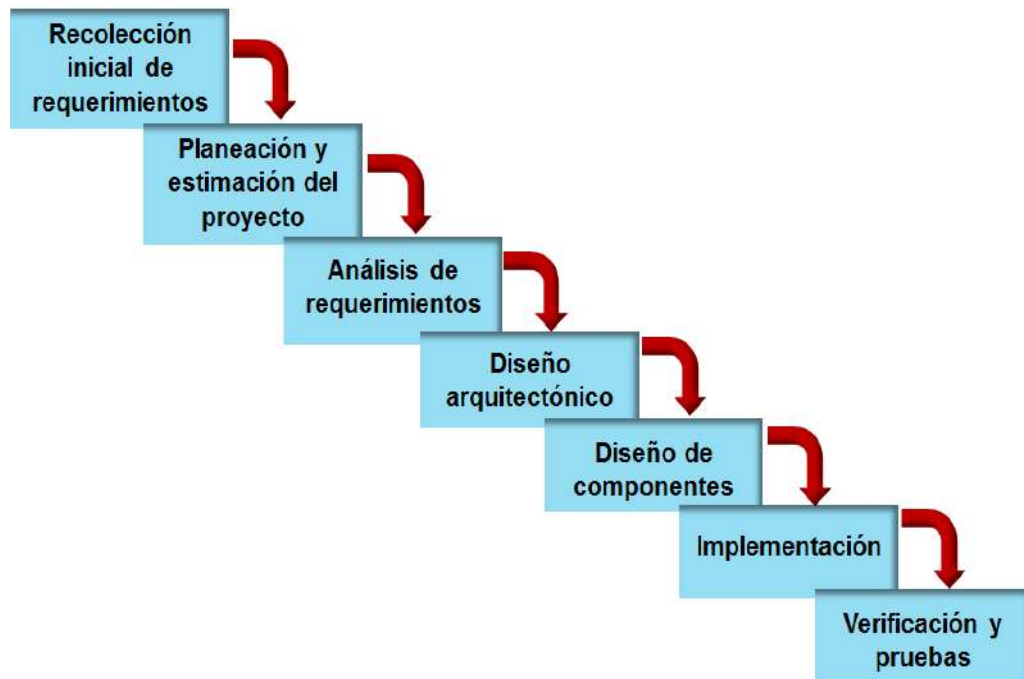 Recolección
inicial de
requerimientos
Planeación y
estimación del
proyecto
Análisis de
requerimientos
Diseño
arquitectónico
Diseño de
componentes
Implementación
Verificación y
pruebas